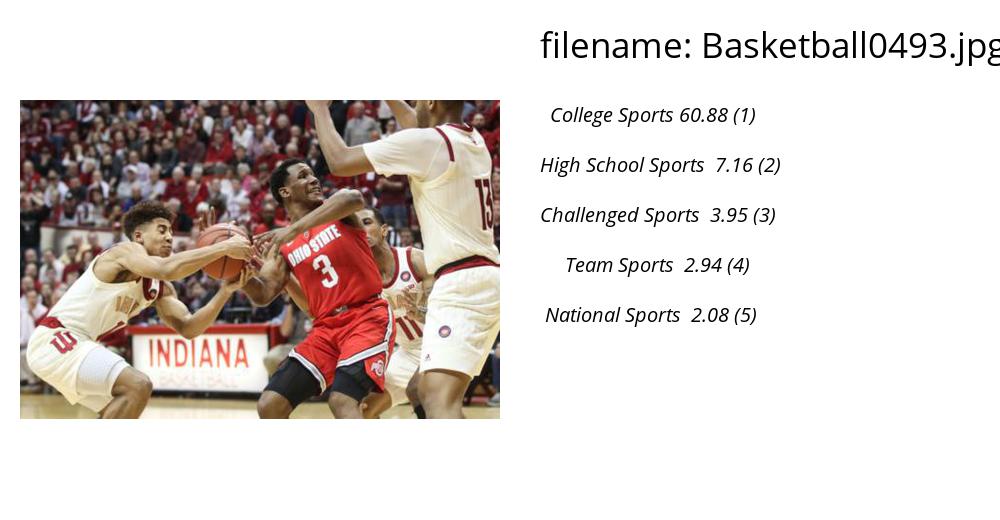 filename: Basketball0493.jpg
College Sports 60.88 (1)
High School Sports 7.16 (2)
Challenged Sports 3.95 (3)
Team Sports 2.94 (4)
National Sports 2.08 (5)
OHIO STATE
3
13
11
INDIANA
BASKETBALL